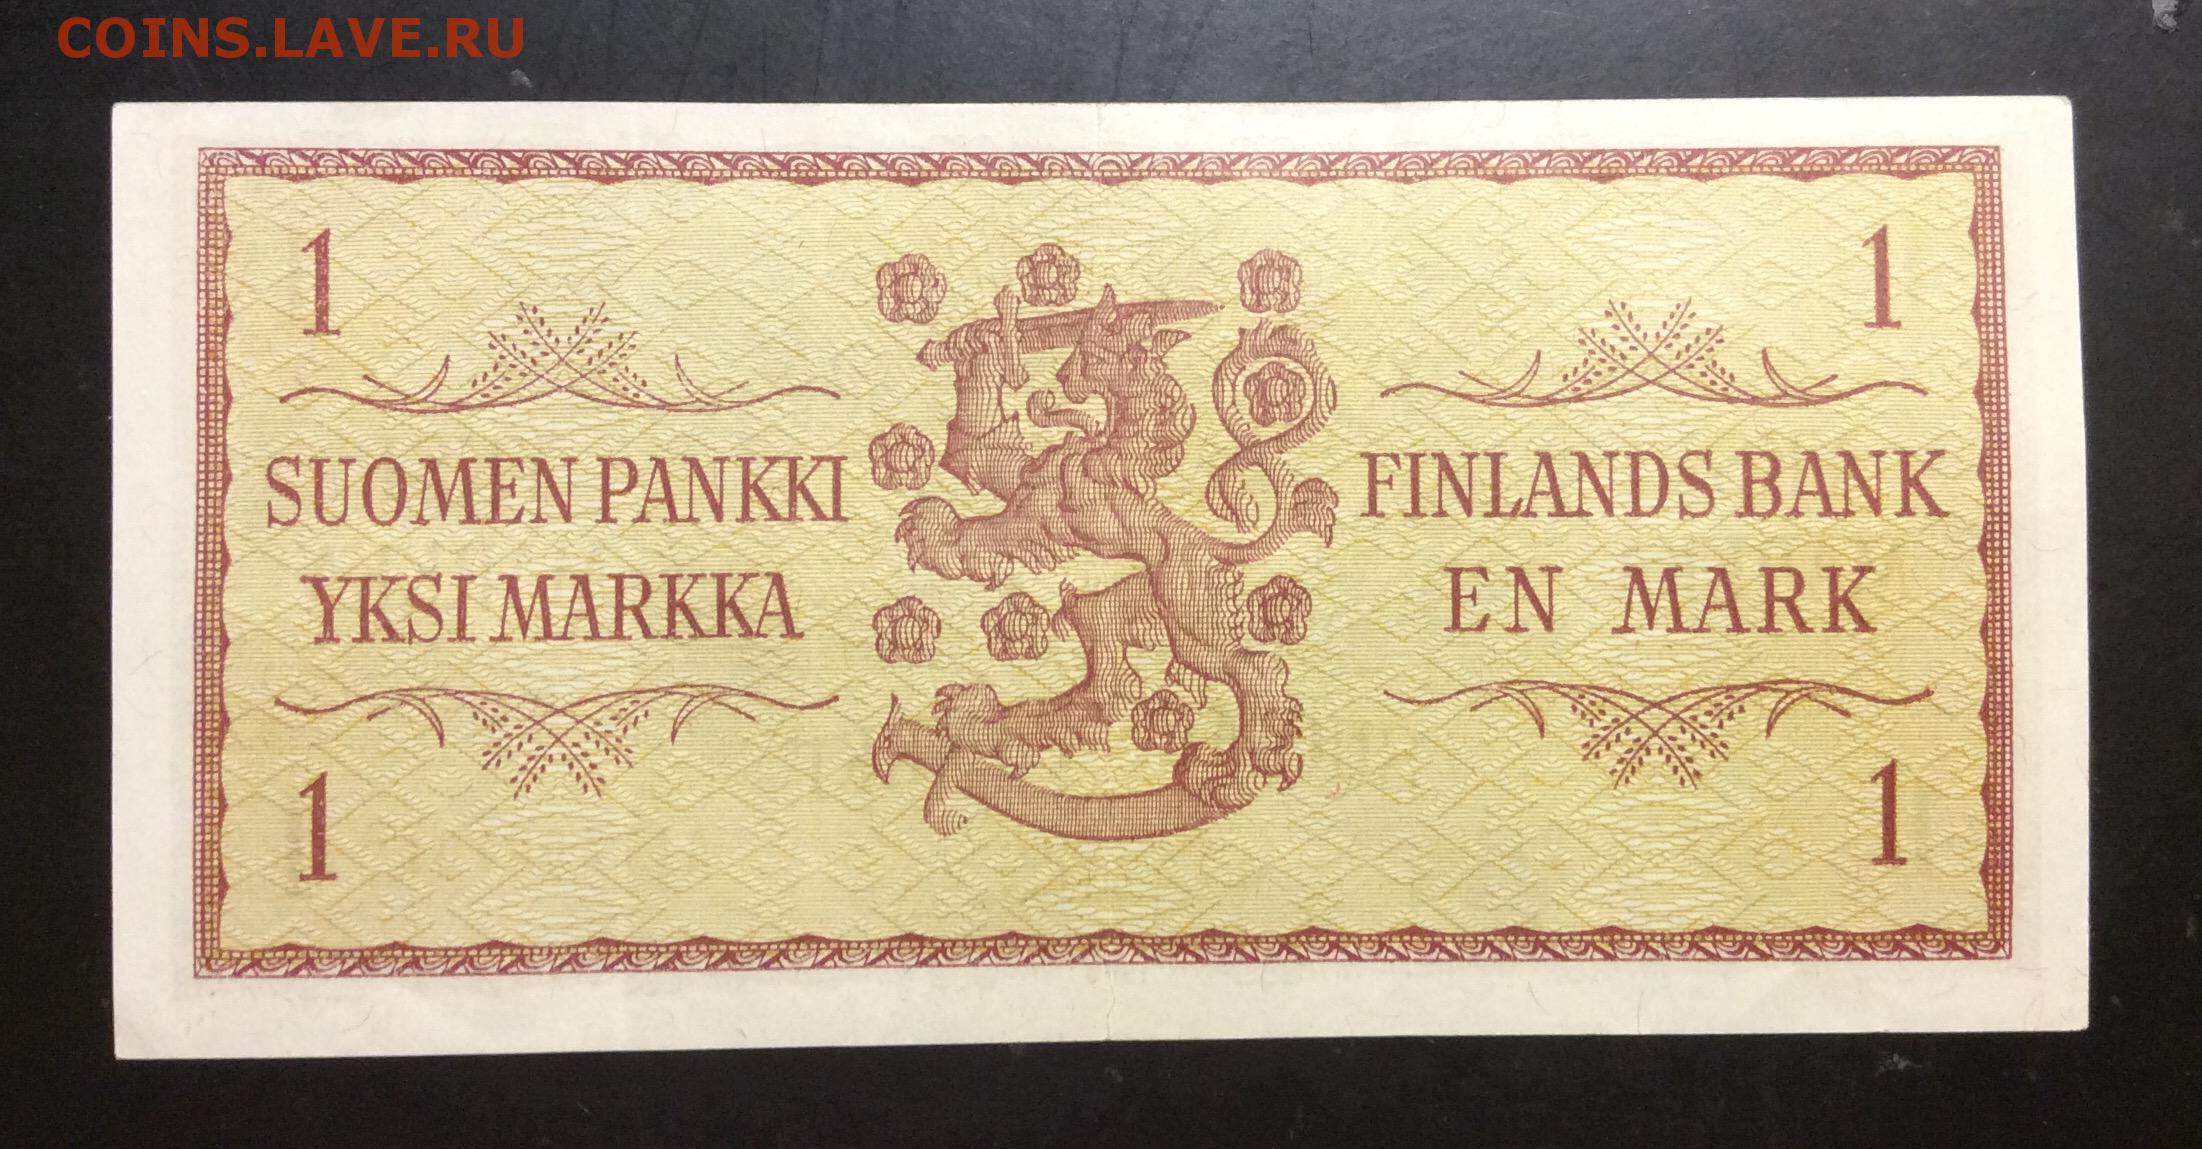 COINS.LAVE.RU
1
1
SUOMEN PANKKI
YKSI MARKKA
FINLANDS BANK
EN MARK
1
1